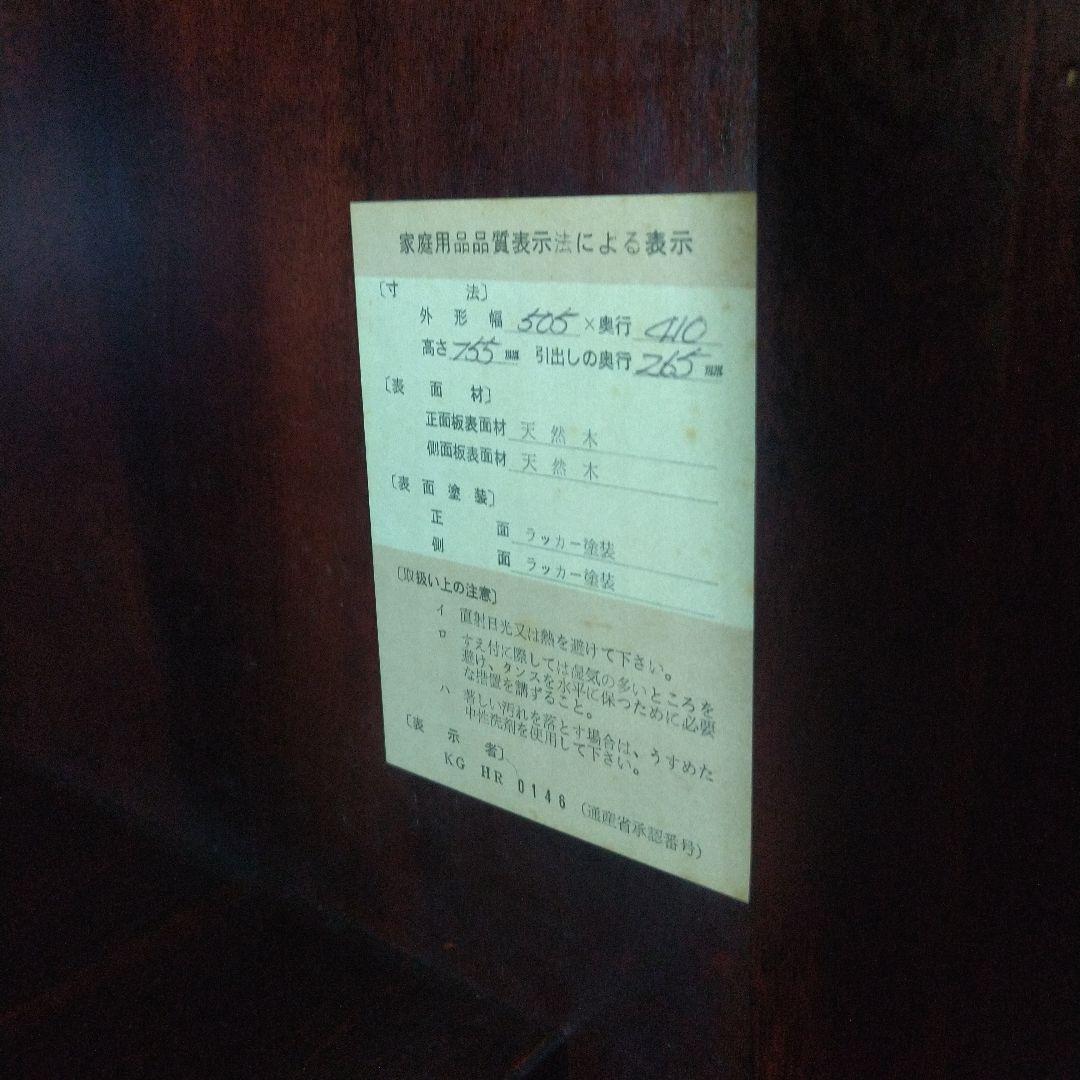 家庭用品品質表示法による表示
〔寸 法〕
外形幅 505 ×奥行 410
高さ 755 mm 引出しの奥行 265 mm
〔表面材〕
正面板表面材 天然木
側面板表面材 天然木
〔表面塗装〕
正面 ラッカー塗装
側面 ラッカー塗装
〔取扱い上の注意〕
イ 直射日光又は熱を避けて下さい。
ロ すえ付に際しては湿気の多いところを
避け、タンスを水平に保つために必要
な措置を講ずること。
ハ 著しい汚れを落とす場合は、うすめた
中性洗剤を使用して下さい。
〔表示者〕
KG HR 0146 (通産省承認番号)